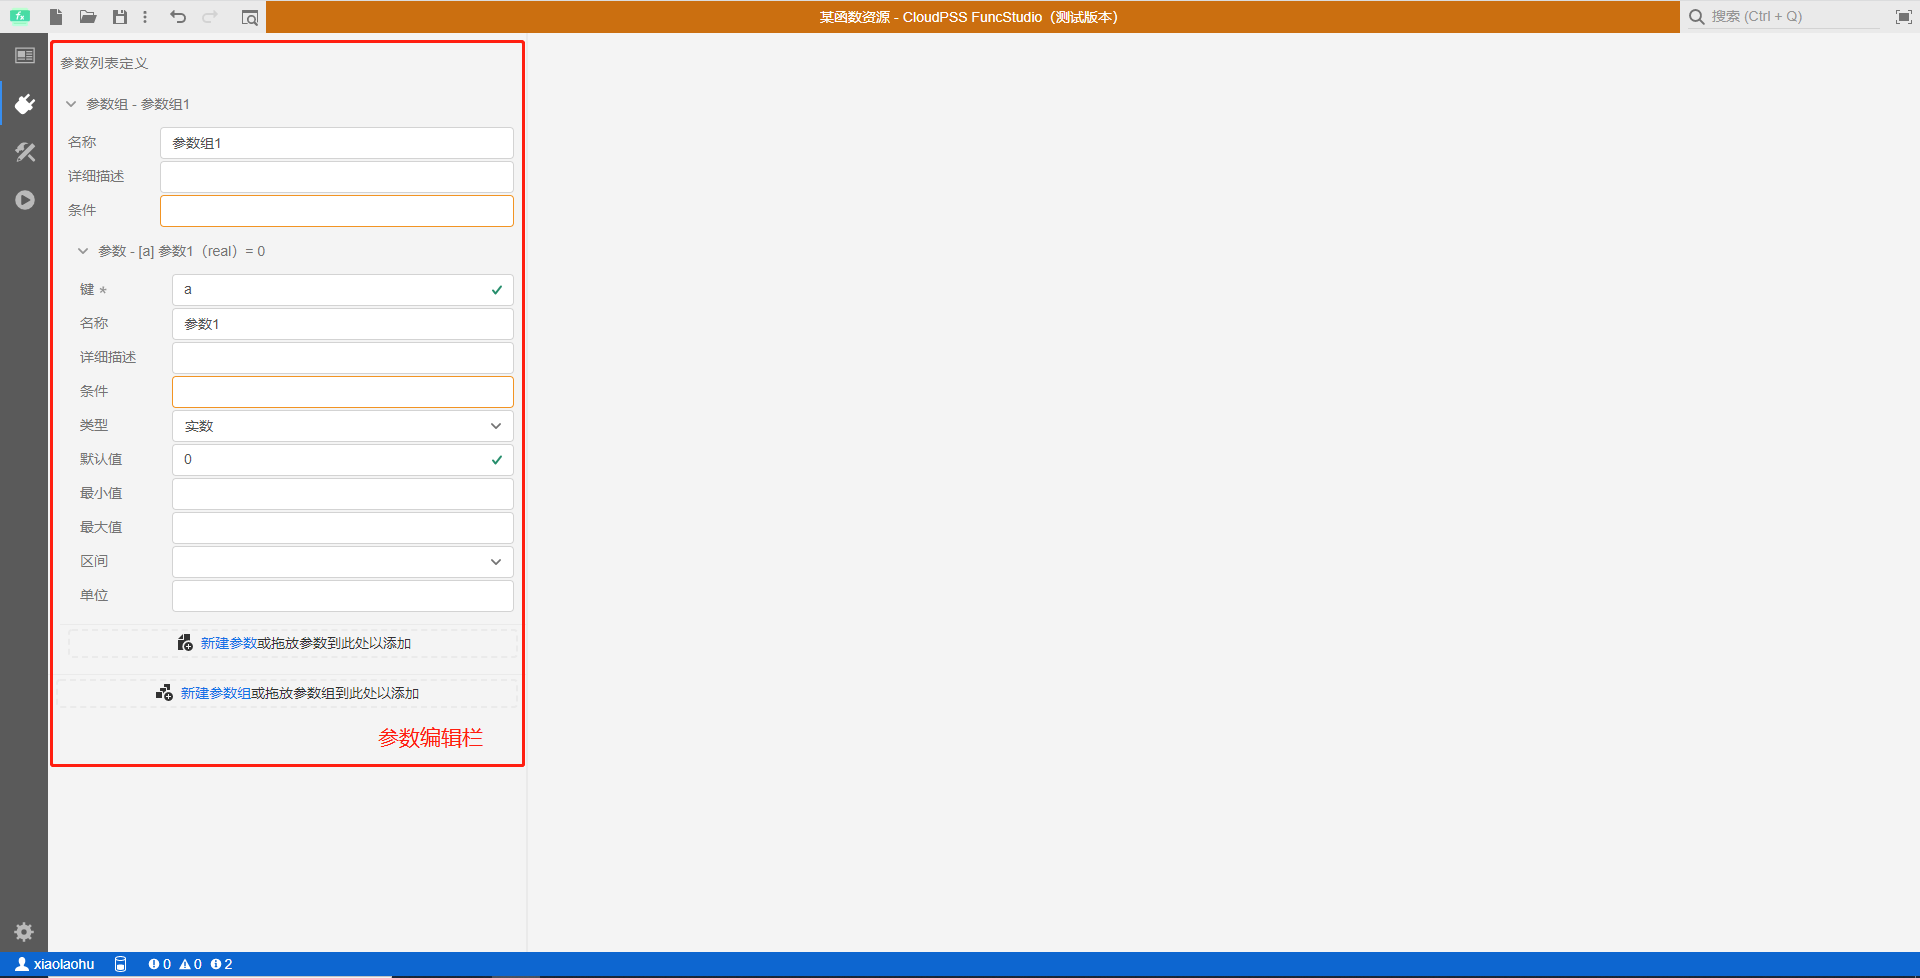 fx
某函数资源 - CloudPSS FuncStudio（测试版本）
搜索 (Ctrl + Q)
参数列表定义
参数组 - 参数组1
名称 参数组1
详细描述
条件
参数 - [a] 参数1（real）= 0
键 * a
名称 参数1
详细描述
条件
类型 实数
默认值 0
最小值
最大值
区间
单位
新建参数或拖放参数到此处以添加
新建参数组或拖放参数组到此处以添加
参数编辑栏
xiaolaohu 0 0 2